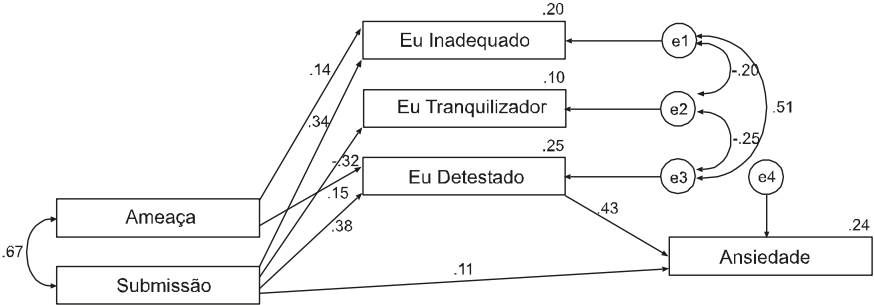 .20
Eu Inadequado
e1
.14
-.20
.10
Eu Tranquilizador
e2
.51
.34
-.25
.25
-.32
Eu Detestado
e3
e4
.15
Ameaça
.43
.38
.24
.67
Ansiedade
.11
Submissão